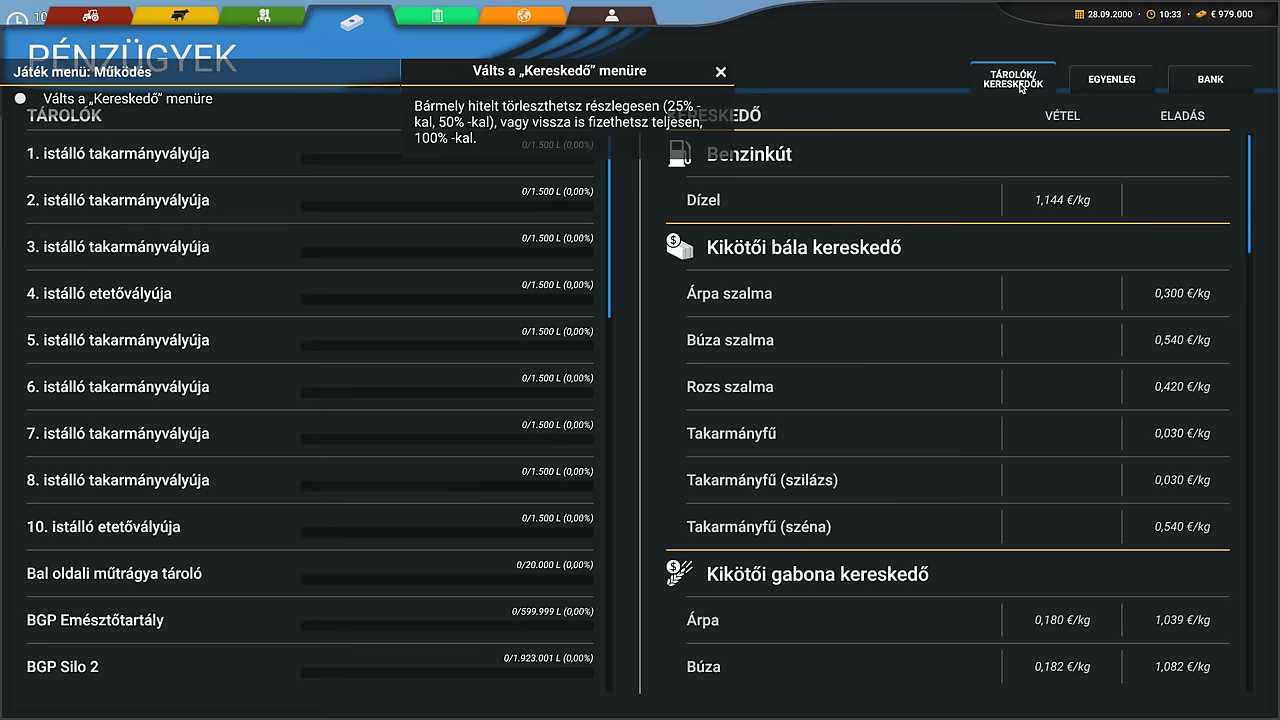 10
28.09.2000 · 10:33 · € 979.000
PÉNZÜGYEK
Játék menü: Működés
Válts a „Kereskedő” menüre
Válts a „Kereskedő” menüre
Bármely hitelt törleszthetsz részlegesen (25% -
kal, 50% -kal), vagy vissza is fizethetsz teljesen,
100% -kal.
TÁROLÓK/
KERESKEDŐK
EGYENLEG
BANK
TÁROLÓK
1. istálló takarmányvályúja 0/1.500 L (0,00%)
2. istálló takarmányvályúja 0/1.500 L (0,00%)
3. istálló takarmányvályúja 0/1.500 L (0,00%)
4. istálló etetővályúja 0/1.500 L (0,00%)
5. istálló takarmányvályúja 0/1.500 L (0,00%)
6. istálló takarmányvályúja 0/1.500 L (0,00%)
7. istálló takarmányvályúja 0/1.500 L (0,00%)
8. istálló takarmányvályúja 0/1.500 L (0,00%)
10. istálló etetővályúja 0/1.500 L (0,00%)
Bal oldali műtrágya tároló 0/20.000 L (0,00%)
BGP Emésztőtartály 0/599.999 L (0,00%)
BGP Silo 2 0/1.923.001 L (0,00%)
KERESKEDŐ VÉTEL ELADÁS
Benzinkút
Dízel 1,144 €/kg
Kikötői bála kereskedő
Árpa szalma 0,300 €/kg
Búza szalma 0,540 €/kg
Rozs szalma 0,420 €/kg
Takarmányfű 0,030 €/kg
Takarmányfű (szilázs) 0,030 €/kg
Takarmányfű (széna) 0,540 €/kg
Kikötői gabona kereskedő
Árpa 0,180 €/kg 1,039 €/kg
Búza 0,182 €/kg 1,082 €/kg